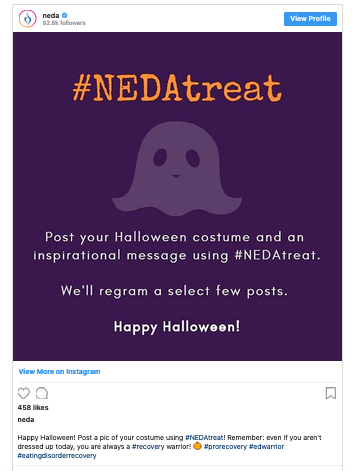 neda
92.8k followers
View Profile
#NEDAtreat
Post your Halloween costume and an
inspirational message using #NEDAtreat.
We'll regram a select few posts.
Happy Halloween!
View More on Instagram
458 likes
neda
Happy Halloween! Post a pic of your costume using #NEDAtreat! Remember: even if you aren't
dressed up today, you are always a #recovery warrior! 🎃 #prorecovery #edwarrior
#eatingdisorderrecovery